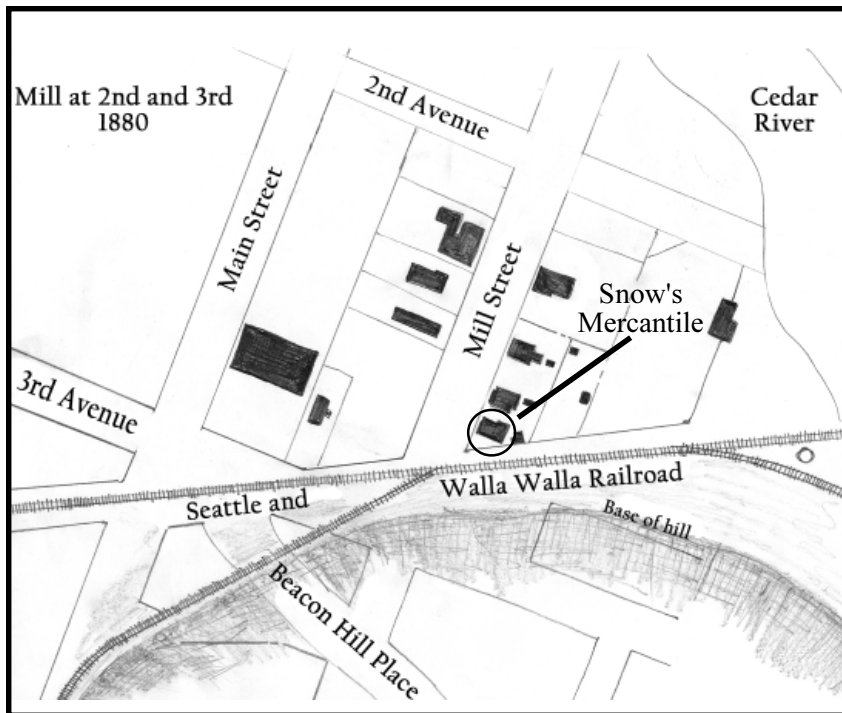 Mill at 2nd and 3rd
1880
2nd Avenue
Cedar
River
Main Street
Mill Street
Snow's
Mercantile
3rd Avenue
Seattle and
Walla Walla Railroad
Base of hill
Beacon Hill Place